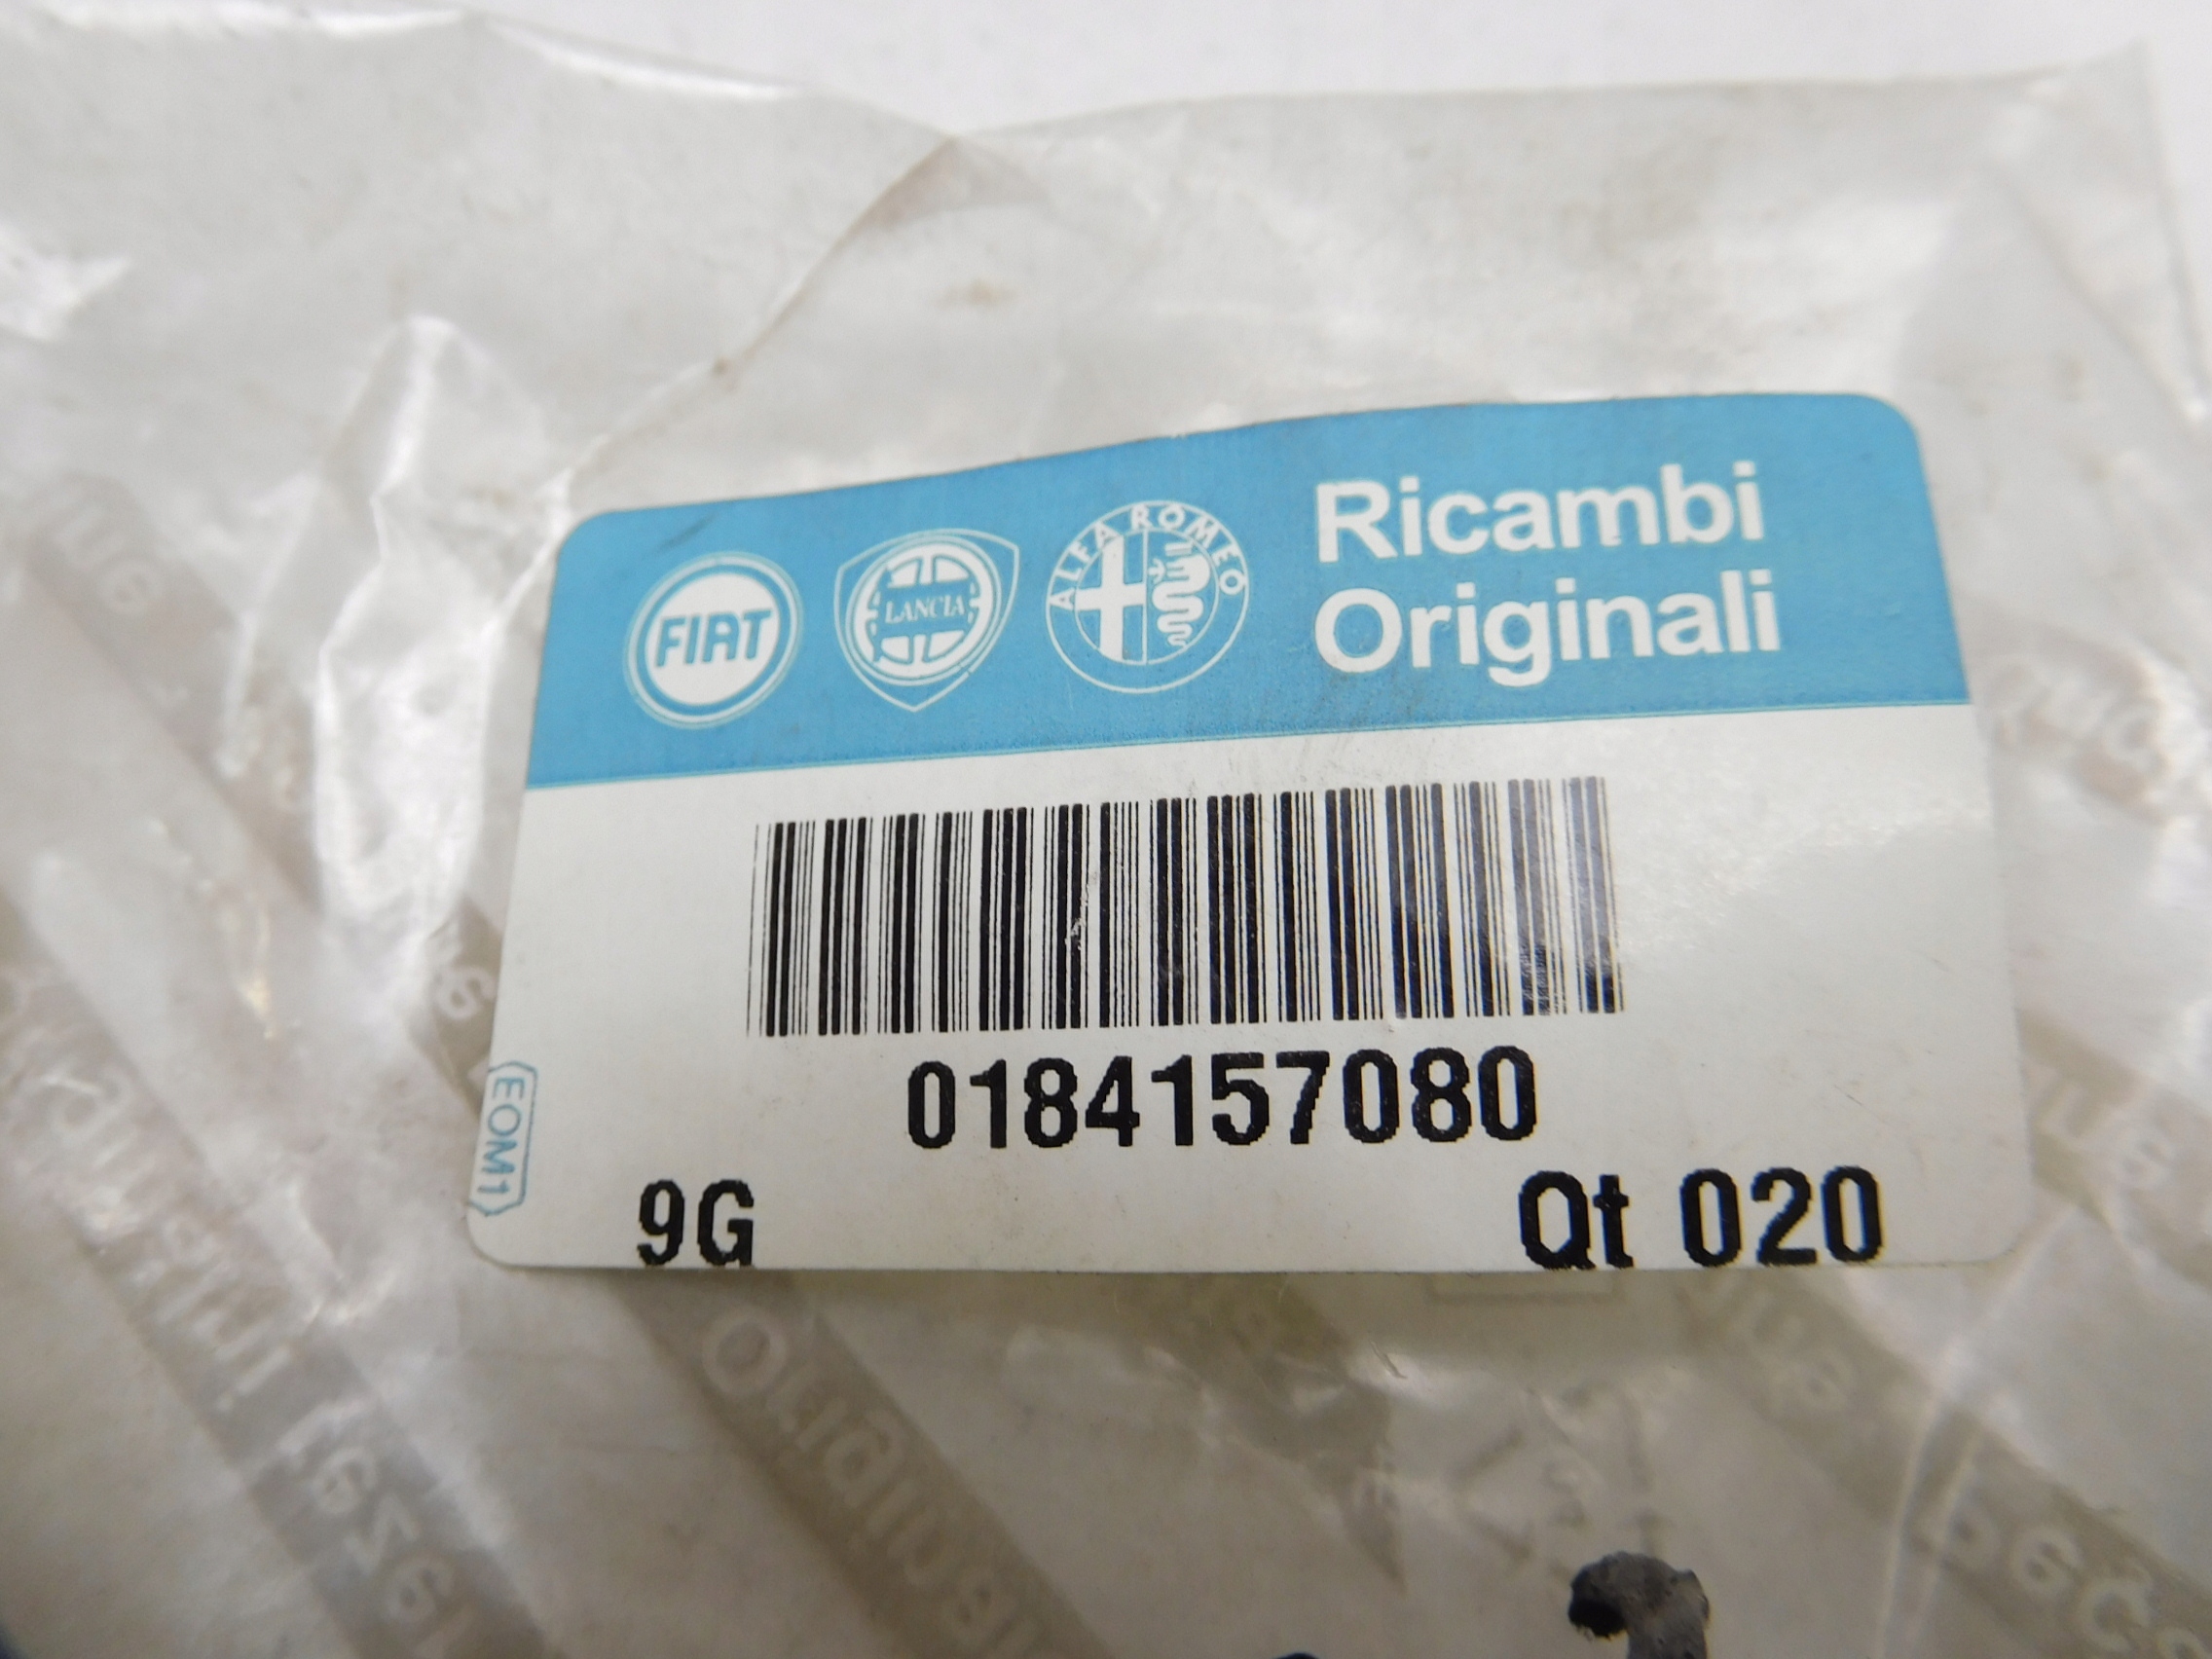 FIAT
LANCIA
ALFA ROMEO
Ricambi
Originali
0184157080
EOM1
9G
Qt 020